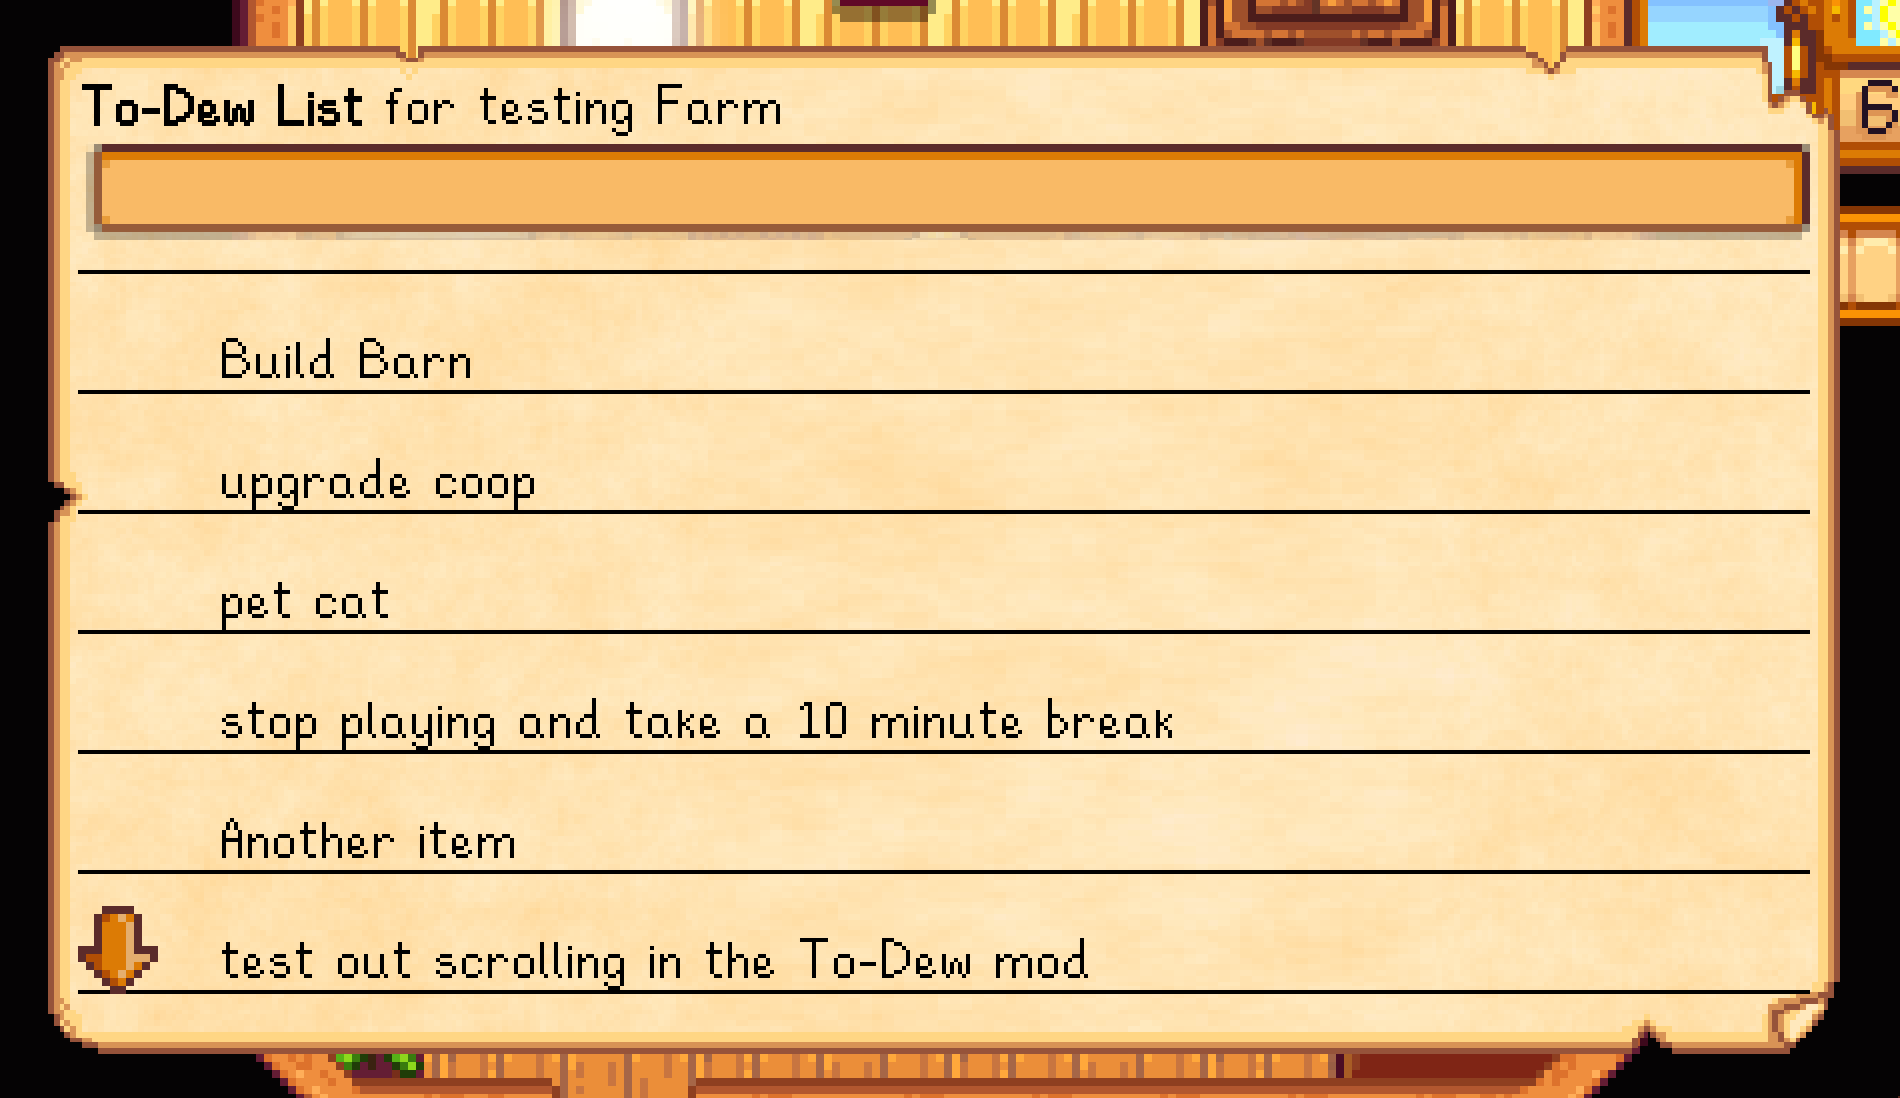 To-Dew List for testing Farm
6
Build Barn
upgrade coop
pet cat
stop playing and take a 10 minute break
Another item
test out scrolling in the To-Dew mod